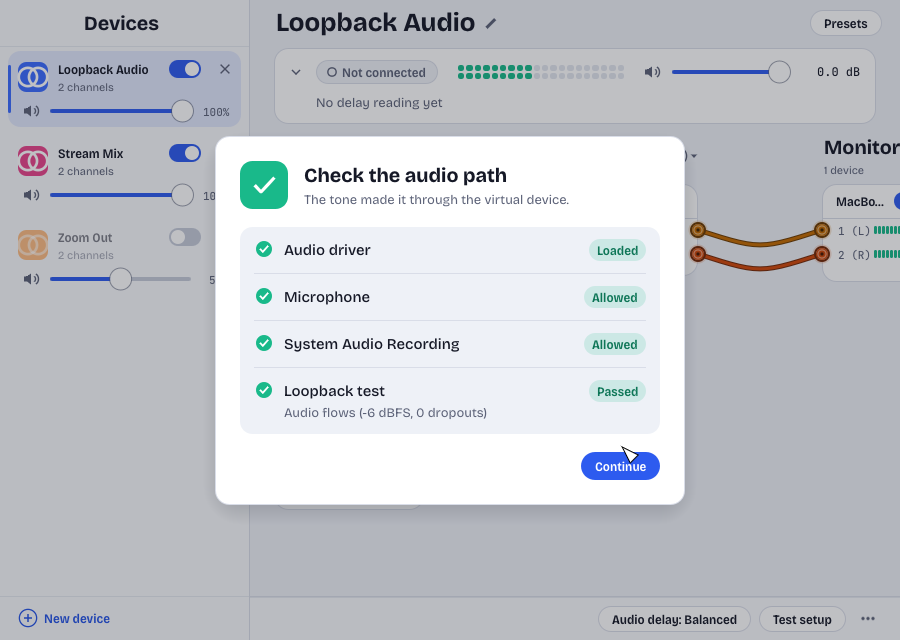 Devices
Loopback Audio
2 channels
100%
Stream Mix
2 channels
Zoom Out
2 channels
New device
Loopback Audio
Presets
Not connected
0.0 dB
No delay reading yet
Monitor
1 device
MacBo...
1 (L)
2 (R)
Check the audio path
The tone made it through the virtual device.
Audio driver
Loaded
Microphone
Allowed
System Audio Recording
Allowed
Loopback test
Passed
Audio flows (-6 dBFS, 0 dropouts)
Continue
Audio delay: Balanced
Test setup